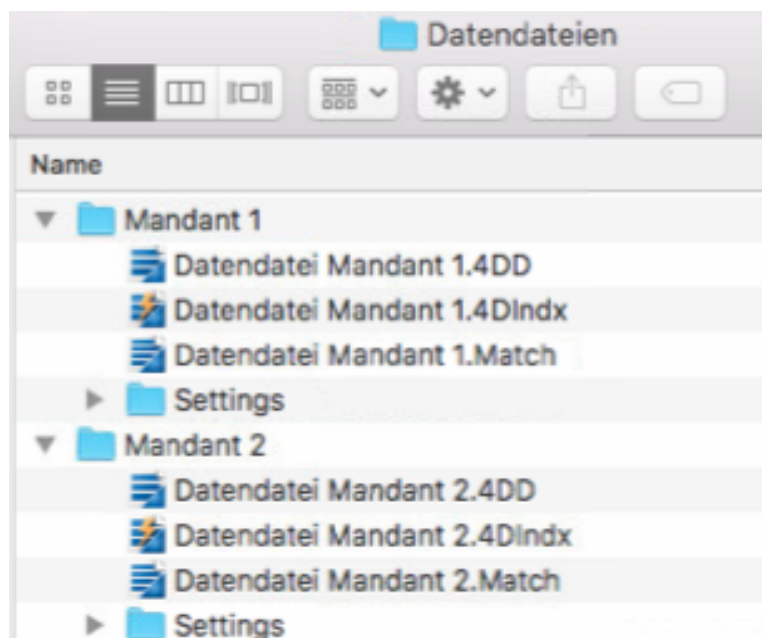 Datendateien
Name
Mandant 1
Datendatei Mandant 1.4DD
Datendatei Mandant 1.4DIndx
Datendatei Mandant 1.Match
Settings
Mandant 2
Datendatei Mandant 2.4DD
Datendatei Mandant 2.4DIndx
Datendatei Mandant 2.Match
Settings